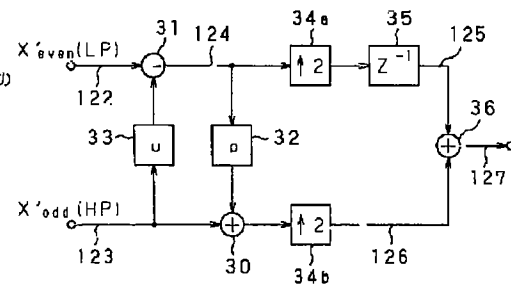 31
124
34a
35
125
X'even(LP)
-
↑ 2
Z⁻¹
36
122
33
u
p
32
+
127
X'odd(HP)
+
↑ 2
123
30
126
34b